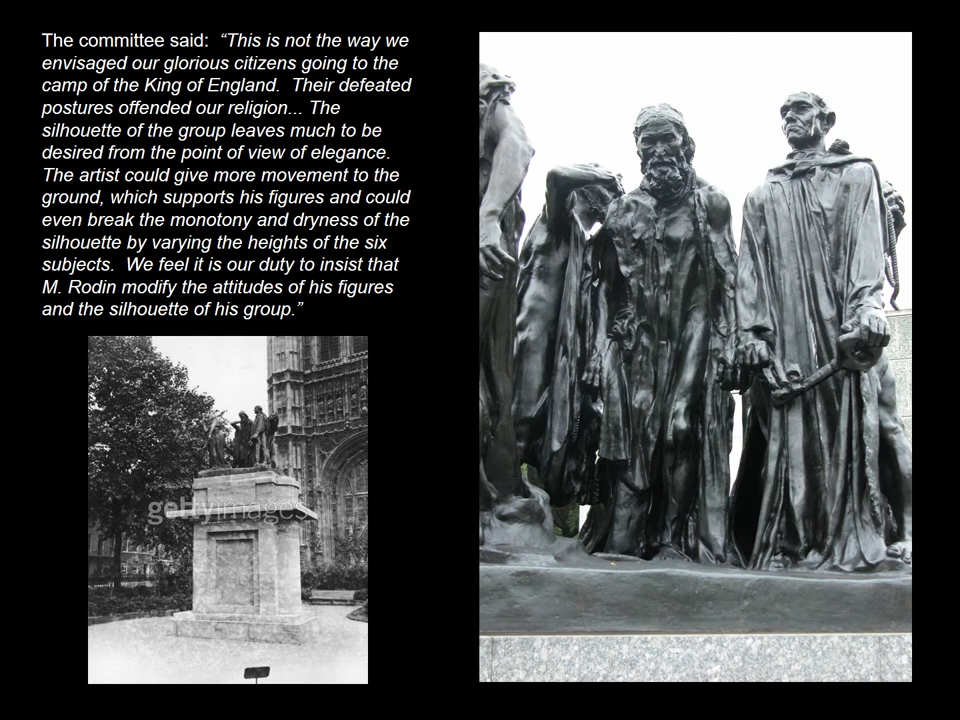 The committee said:  “This is not the way we
envisaged our glorious citizens going to the
camp of the King of England.  Their defeated
postures offended our religion... The
silhouette of the group leaves much to be
desired from the point of view of elegance.
The artist could give more movement to the
ground, which supports his figures and could
even break the monotony and dryness of the
silhouette by varying the heights of the six
subjects.  We feel it is our duty to insist that
M. Rodin modify the attitudes of his figures
and the silhouette of his group.”
gettyimages